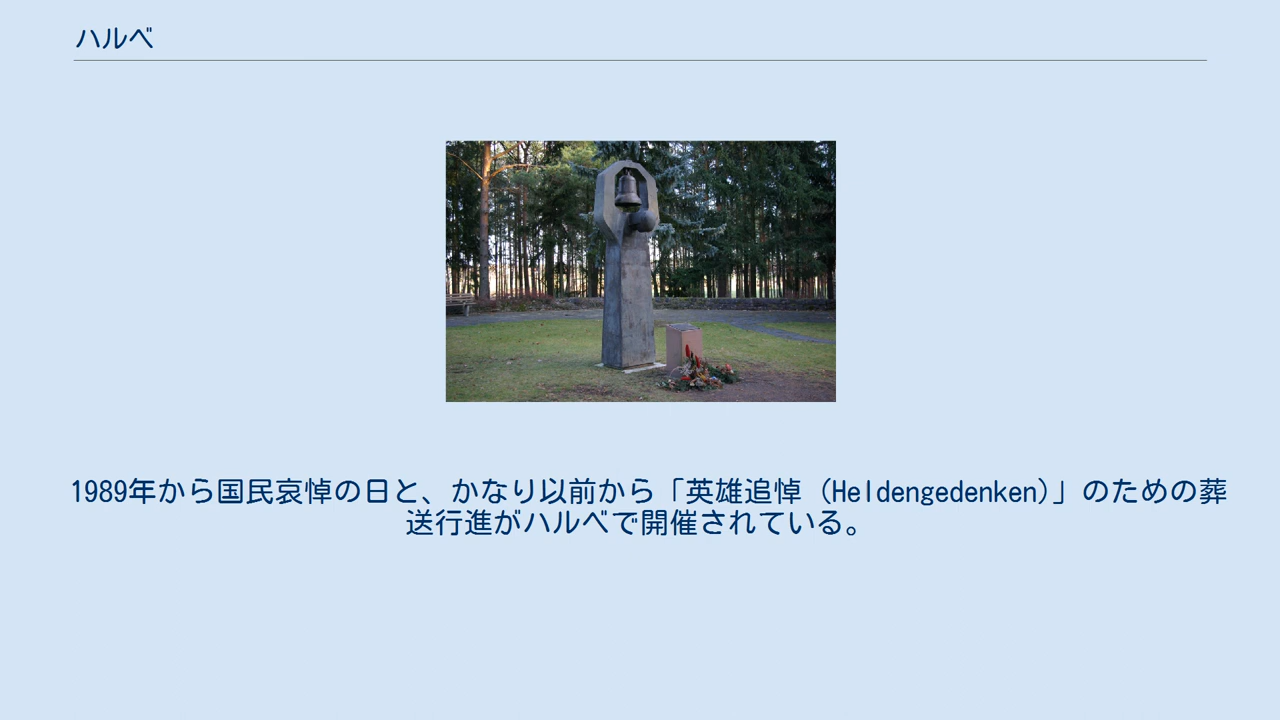 ハルベ
1989年から国民哀悼の日と、かなり以前から「英雄追悼（Heldengedenken)」のための葬
送行進がハルベで開催されている。